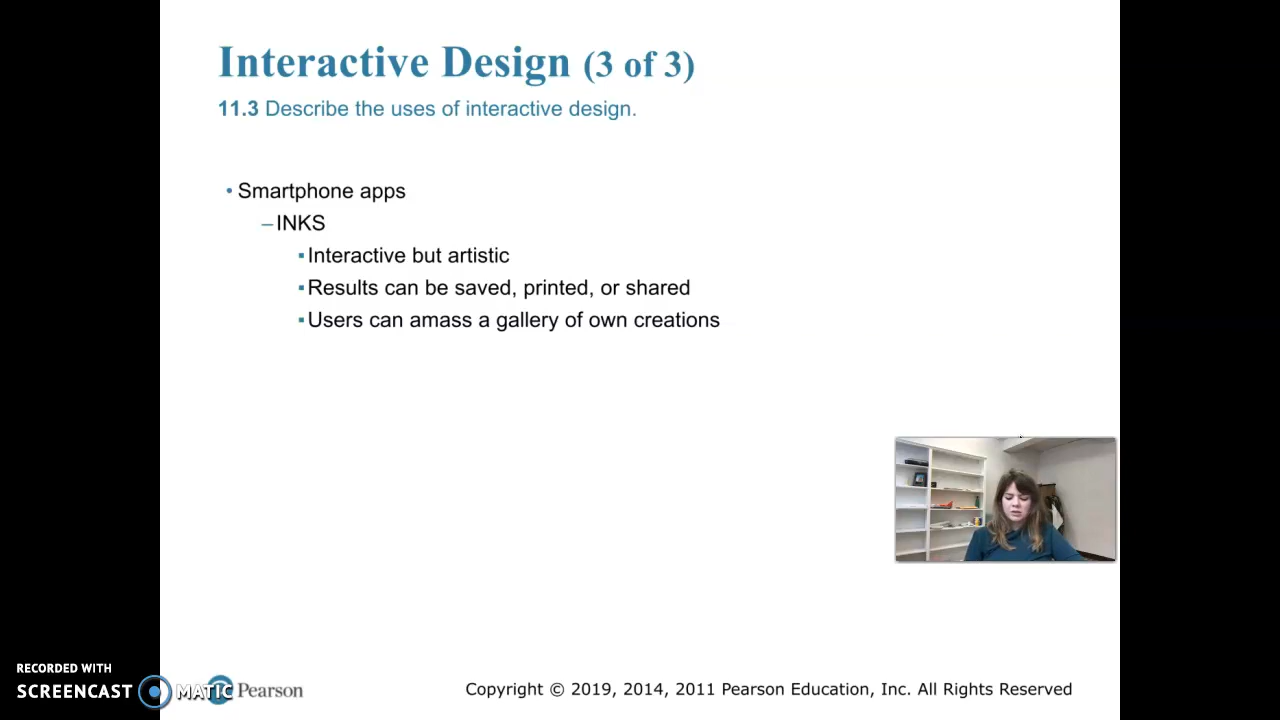 Interactive Design (3 of 3)
11.3 Describe the uses of interactive design.
• Smartphone apps
–INKS
▪Interactive but artistic
▪Results can be saved, printed, or shared
▪Users can amass a gallery of own creations
RECORDED WITH
SCREENCAST MATIC
Pearson
Copyright © 2019, 2014, 2011 Pearson Education, Inc. All Rights Reserved